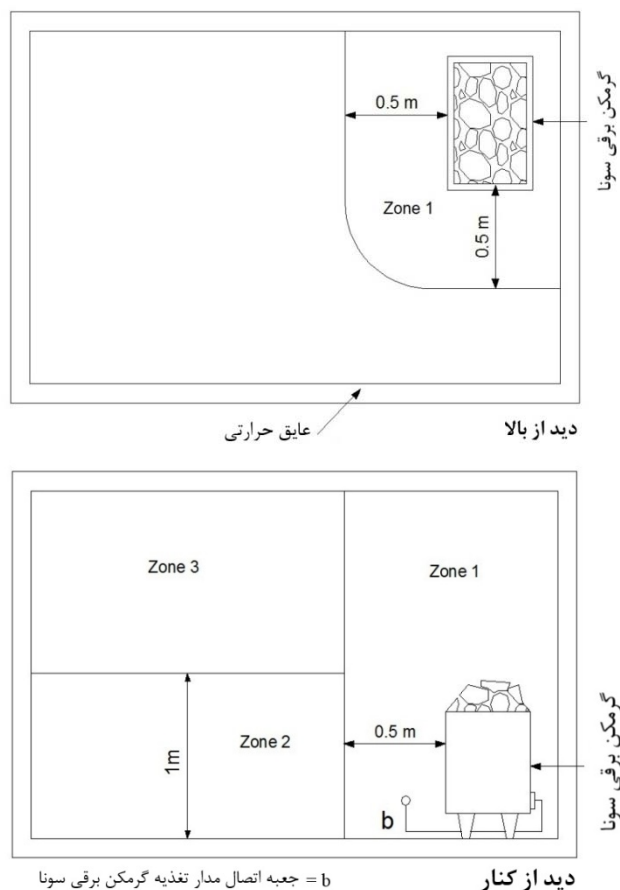 0.5 m
گرمکن برقی سونا
Zone 1
0.5 m
عایق حرارتی
دید از بالا
Zone 3
Zone 1
Zone 2
1m
0.5 m
گرمکن برقی سونا
b
b = جعبه اتصال مدار تغذیه گرمکن برقی سونا
دید از کنار